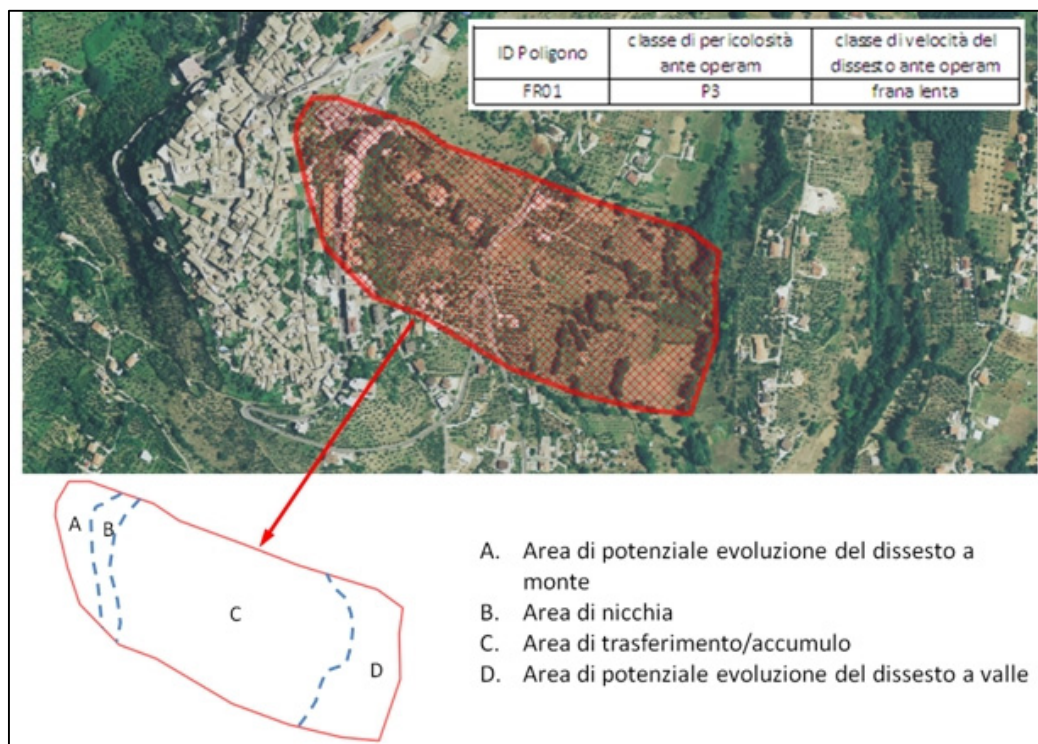 ID Poligono
classe di pericolosità
ante operam
classe di velocità del
dissesto ante operam
FR01
P3
frana lenta
A
B
C
D
A. Area di potenziale evoluzione del dissesto a
monte
B. Area di nicchia
C. Area di trasferimento/accumulo
D. Area di potenziale evoluzione del dissesto a valle